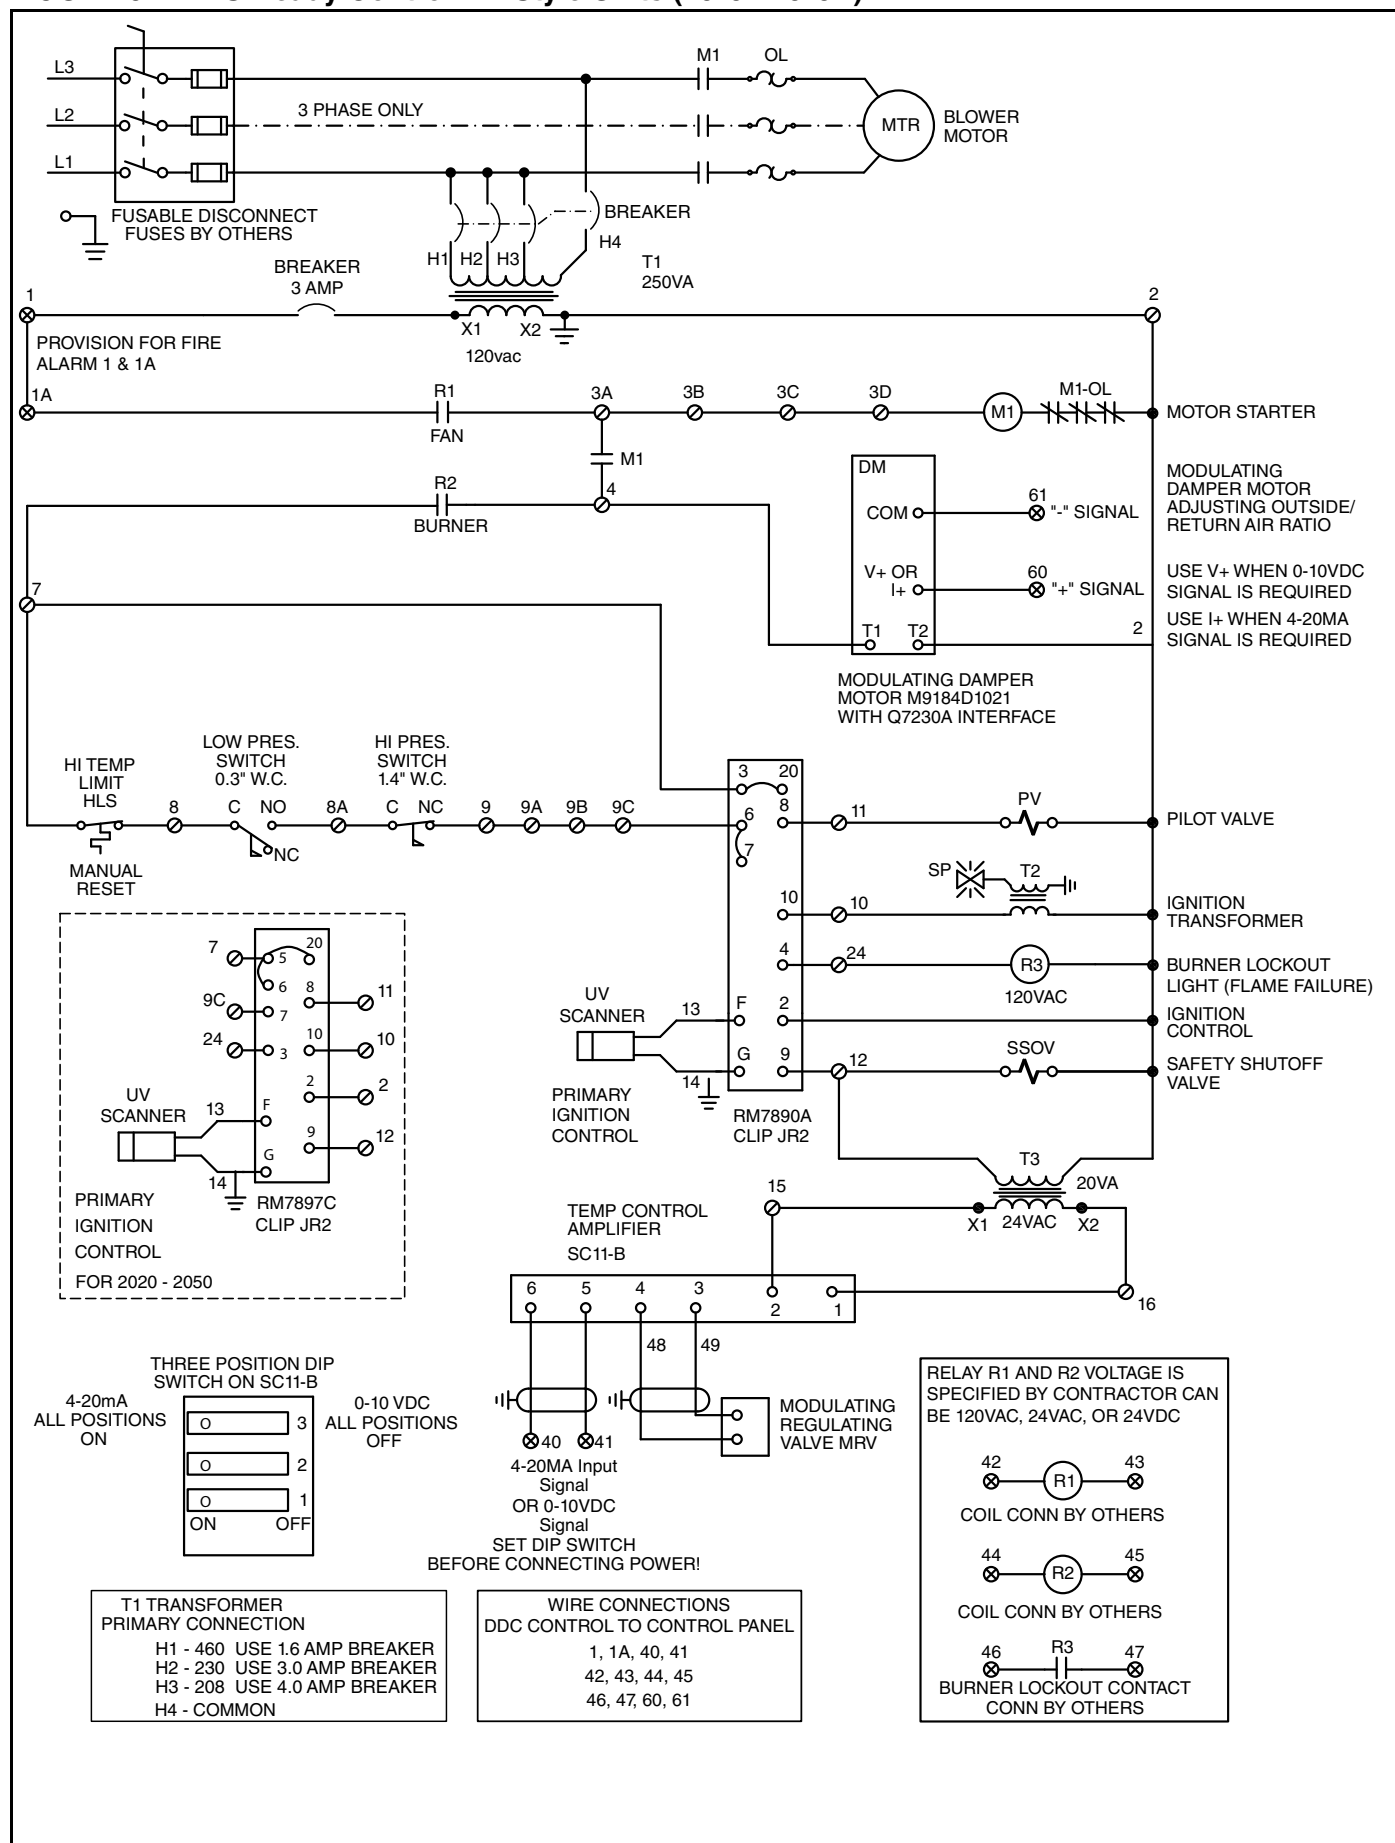 L3
M1
OL
L2
3 PHASE ONLY
MTR
BLOWER
MOTOR
L1
FUSABLE DISCONNECT
FUSES BY OTHERS
BREAKER
H1
H2
H3
H4
T1
250VA
BREAKER
3 AMP
1
2
X1
X2
120vac
PROVISION FOR FIRE
ALARM 1 & 1A
1A
R1
FAN
3A
3B
3C
3D
M1
M1-OL
MOTOR STARTER
M1
R2
BURNER
4
DM
COM
61
"-" SIGNAL
V+ OR
I+
60
"+" SIGNAL
T1
T2
2
MODULATING
DAMPER MOTOR
ADJUSTING OUTSIDE/
RETURN AIR RATIO
USE V+ WHEN 0-10VDC
SIGNAL IS REQUIRED
USE I+ WHEN 4-20MA
SIGNAL IS REQUIRED
7
MODULATING DAMPER
MOTOR M9184D1021
WITH Q7230A INTERFACE
HI TEMP
LIMIT
HLS
MANUAL
RESET
8
LOW PRES.
SWITCH
0.3" W.C.
C
NO
NC
8A
HI PRES.
SWITCH
1.4" W.C.
C
NC
9
9A
9B
9C
3
20
6
8
7
10
4
F
2
G
9
RM7890A
CLIP JR2
11
PV
PILOT VALVE
SP
T2
10
IGNITION
TRANSFORMER
24
R3
120VAC
BURNER LOCKOUT
LIGHT (FLAME FAILURE)
IGNITION
CONTROL
12
SSOV
SAFETY SHUTOFF
VALVE
UV
SCANNER
13
14
PRIMARY
IGNITION
CONTROL
7
5
20
6
8
11
9C
7
24
3
10
10
2
2
UV
SCANNER
13
F
9
12
G
14
PRIMARY
IGNITION
CONTROL
FOR 2020 - 2050
RM7897C
CLIP JR2
T3
20VA
X1
24VAC
X2
15
16
TEMP CONTROL
AMPLIFIER
SC11-B
6
5
4
3
2
1
48
49
40
41
4-20MA Input
Signal
OR 0-10VDC
Signal
SET DIP SWITCH
BEFORE CONNECTING POWER!
MODULATING
REGULATING
VALVE MRV
THREE POSITION DIP
SWITCH ON SC11-B
4-20mA
ALL POSITIONS
ON
0-10 VDC
ALL POSITIONS
OFF
O
3
O
2
O
1
ON
OFF
RELAY R1 AND R2 VOLTAGE IS
SPECIFIED BY CONTRACTOR CAN
BE 120VAC, 24VAC, OR 24VDC
42
R1
43
COIL CONN BY OTHERS
44
R2
45
COIL CONN BY OTHERS
46
R3
47
BURNER LOCKOUT CONTACT
CONN BY OTHERS
T1 TRANSFORMER
PRIMARY CONNECTION
H1 - 460 USE 1.6 AMP BREAKER
H2 - 230 USE 3.0 AMP BREAKER
H3 - 208 USE 4.0 AMP BREAKER
H4 - COMMON
WIRE CONNECTIONS
DDC CONTROL TO CONTROL PANEL
1, 1A, 40, 41
42, 43, 44, 45
46, 47, 60, 61